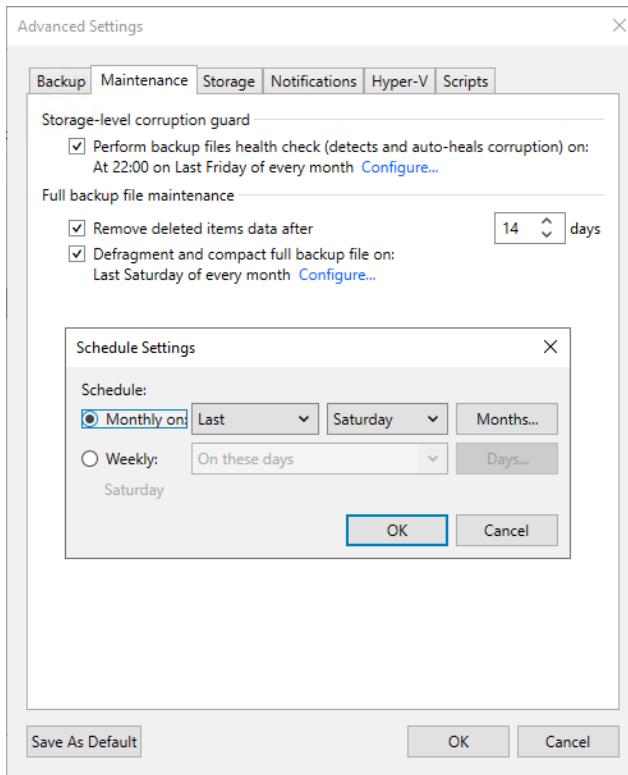 Advanced Settings
Backup Maintenance Storage Notifications Hyper-V Scripts
Storage-level corruption guard
Perform backup files health check (detects and auto-heals corruption) on:
At 22:00 on Last Friday of every month Configure...
Full backup file maintenance
Remove deleted items data after 14 days
Defragment and compact full backup file on:
Last Saturday of every month Configure...
Schedule Settings
Schedule:
Monthly on: Last Saturday Months...
Weekly: On these days Days...
Saturday
OK Cancel
Save As Default OK Cancel